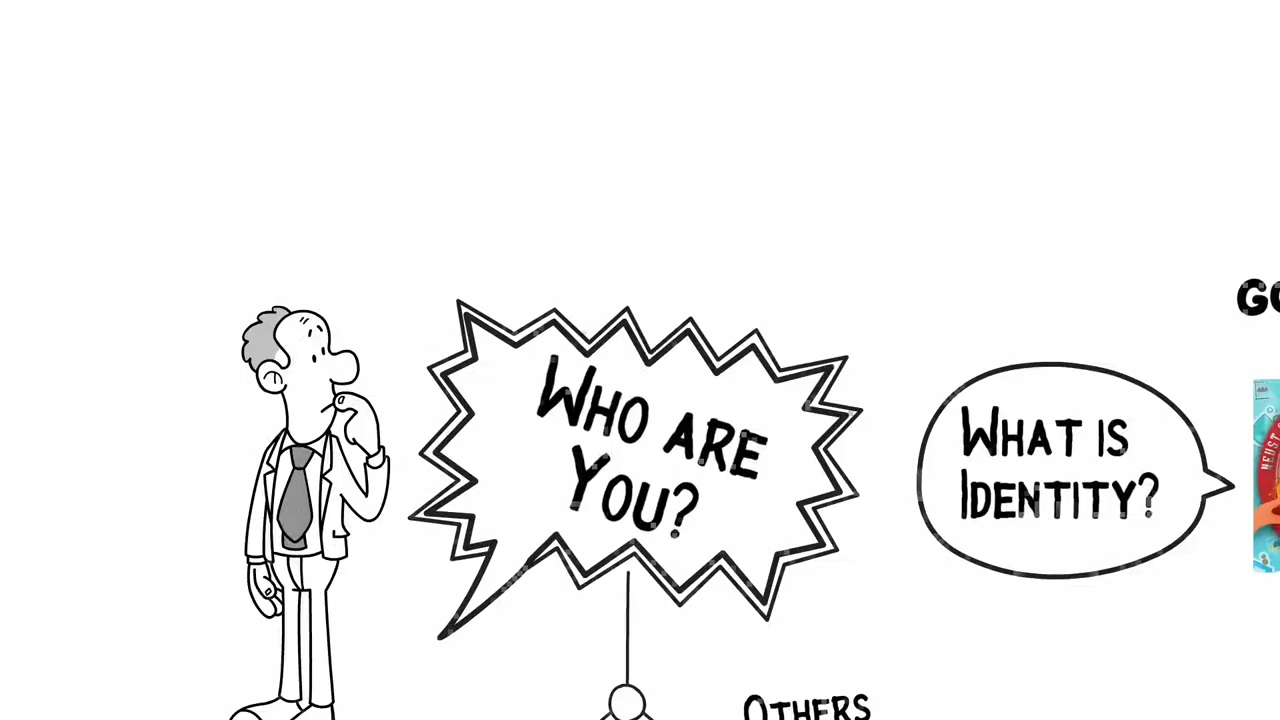 WHO ARE
YOU?
WHAT IS
IDENTITY?
OTHERS